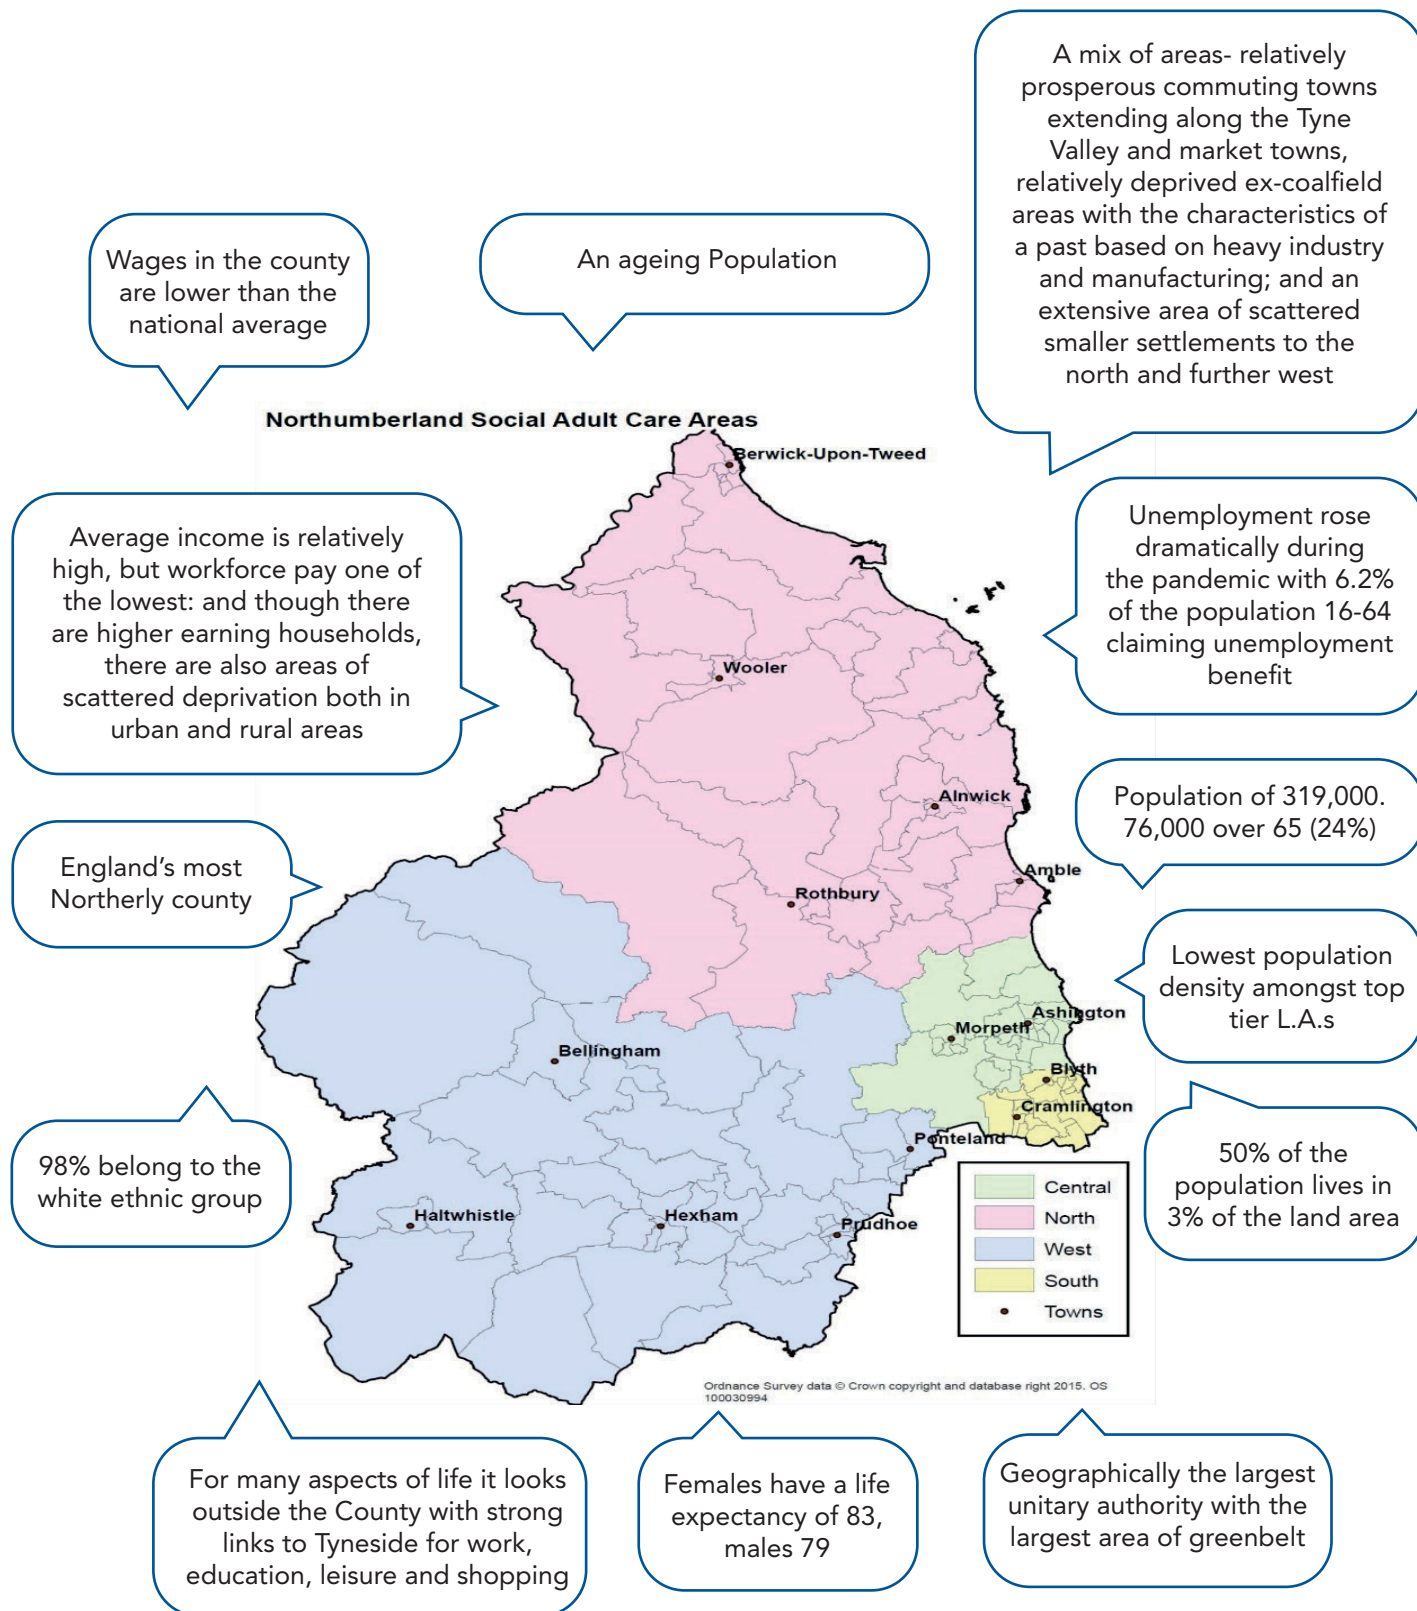 A mix of areas- relatively
prosperous commuting towns
extending along the Tyne
Valley and market towns,
relatively deprived ex-coalfield
areas with the characteristics of
a past based on heavy industry
and manufacturing; and an
extensive area of scattered
smaller settlements to the
north and further west
Wages in the county
are lower than the
national average
An ageing Population
Northumberland Social Adult Care Areas
Berwick-Upon-Tweed
Average income is relatively
high, but workforce pay one of
the lowest: and though there
are higher earning households,
there are also areas of
scattered deprivation both in
urban and rural areas
Unemployment rose
dramatically during
the pandemic with 6.2%
of the population 16-64
claiming unemployment
benefit
Wooler
Alnwick
Population of 319,000.
76,000 over 65 (24%)
England’s most
Northerly county
Amble
Rothbury
Lowest population
density amongst top
tier L.A.s
Ashington
Morpeth
Bellingham
Blyth
Cramlington
Ponteland
98% belong to the
white ethnic group
50% of the
population lives in
3% of the land area
Haltwhistle
Hexham
Prudhoe
Central
North
West
South
Towns
Ordnance Survey data © Crown copyright and database right 2015. OS
100030994
For many aspects of life it looks
outside the County with strong
links to Tyneside for work,
education, leisure and shopping
Females have a life
expectancy of 83,
males 79
Geographically the largest
unitary authority with the
largest area of greenbelt